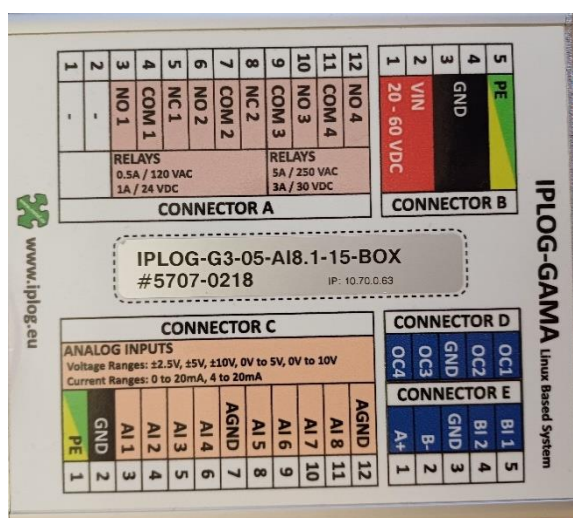 1 2 3 4 5 6 7 8 9 10 11 12
- - NO 1 COM 1 NC 1 NO 2 COM 2 NC 2 COM 3 NO 3 COM 4 NO 4
RELAYS
0.5A / 120 VAC
1A / 24 VDC
RELAYS
5A / 250 VAC
3A / 30 VDC
CONNECTOR A
1 2 3 4 5
VIN
20 - 60 VDC
GND
PE
CONNECTOR B
www.iplog.eu
IPLOG-G3-05-AI8.1-15-BOX
#5707-0218
IP: 10.70.0.63
IPLOG-GAMA Linux Based System
CONNECTOR C
ANALOG INPUTS
Voltage Ranges: ±2.5V, ±5V, ±10V, 0V to 5V, 0V to 10V
Current Ranges: 0 to 20mA, 4 to 20mA
PE GND AI 1 AI 2 AI 3 AI 4 AGND AI 5 AI 6 AI 7 AI 8 AGND
1 2 3 4 5 6 7 8 9 10 11 12
CONNECTOR D
OC4 OC3 GND OC2 OC1
CONNECTOR E
A+ B- GND BI 2 BI 1
1 2 3 4 5